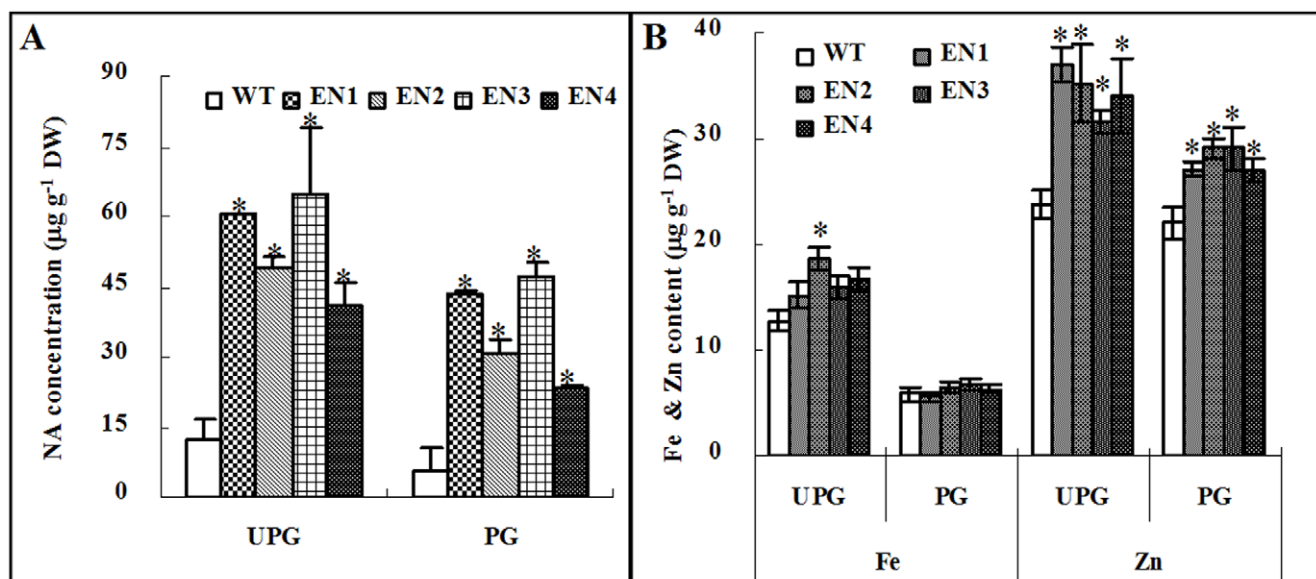 A
NA concentration (µg g⁻¹ DW)
90
75
60
45
30
15
0
WT EN1 EN2 EN3 EN4
* * * * *
* * * *
UPG PG
B
Fe & Zn content (µg g⁻¹ DW)
40
30
20
10
0
WT EN1
EN2 EN3
EN4
* * * * *
* * * *
UPG PG UPG PG
Fe Zn